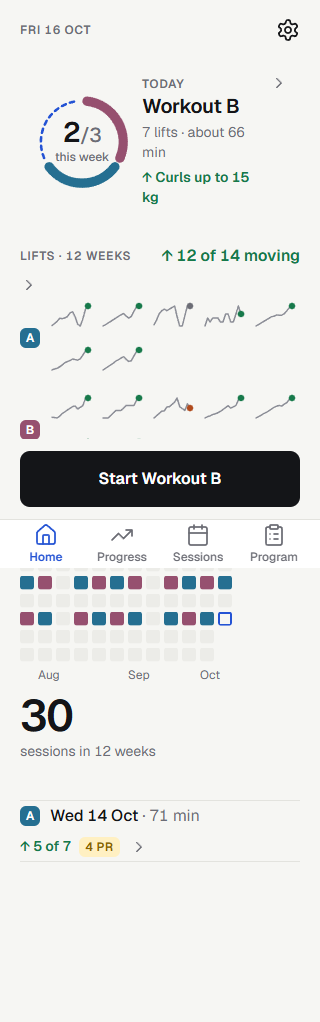 FRI 16 OCT
TODAY
Workout B
2/3
this week
7 lifts · about 66
min
↑ Curls up to 15
kg
LIFTS · 12 WEEKS
↑ 12 of 14 moving
A
B
Start Workout B
Home
Progress
Sessions
Program
Aug
Sep
Oct
30
sessions in 12 weeks
A
Wed 14 Oct · 71 min
↑ 5 of 7
4 PR